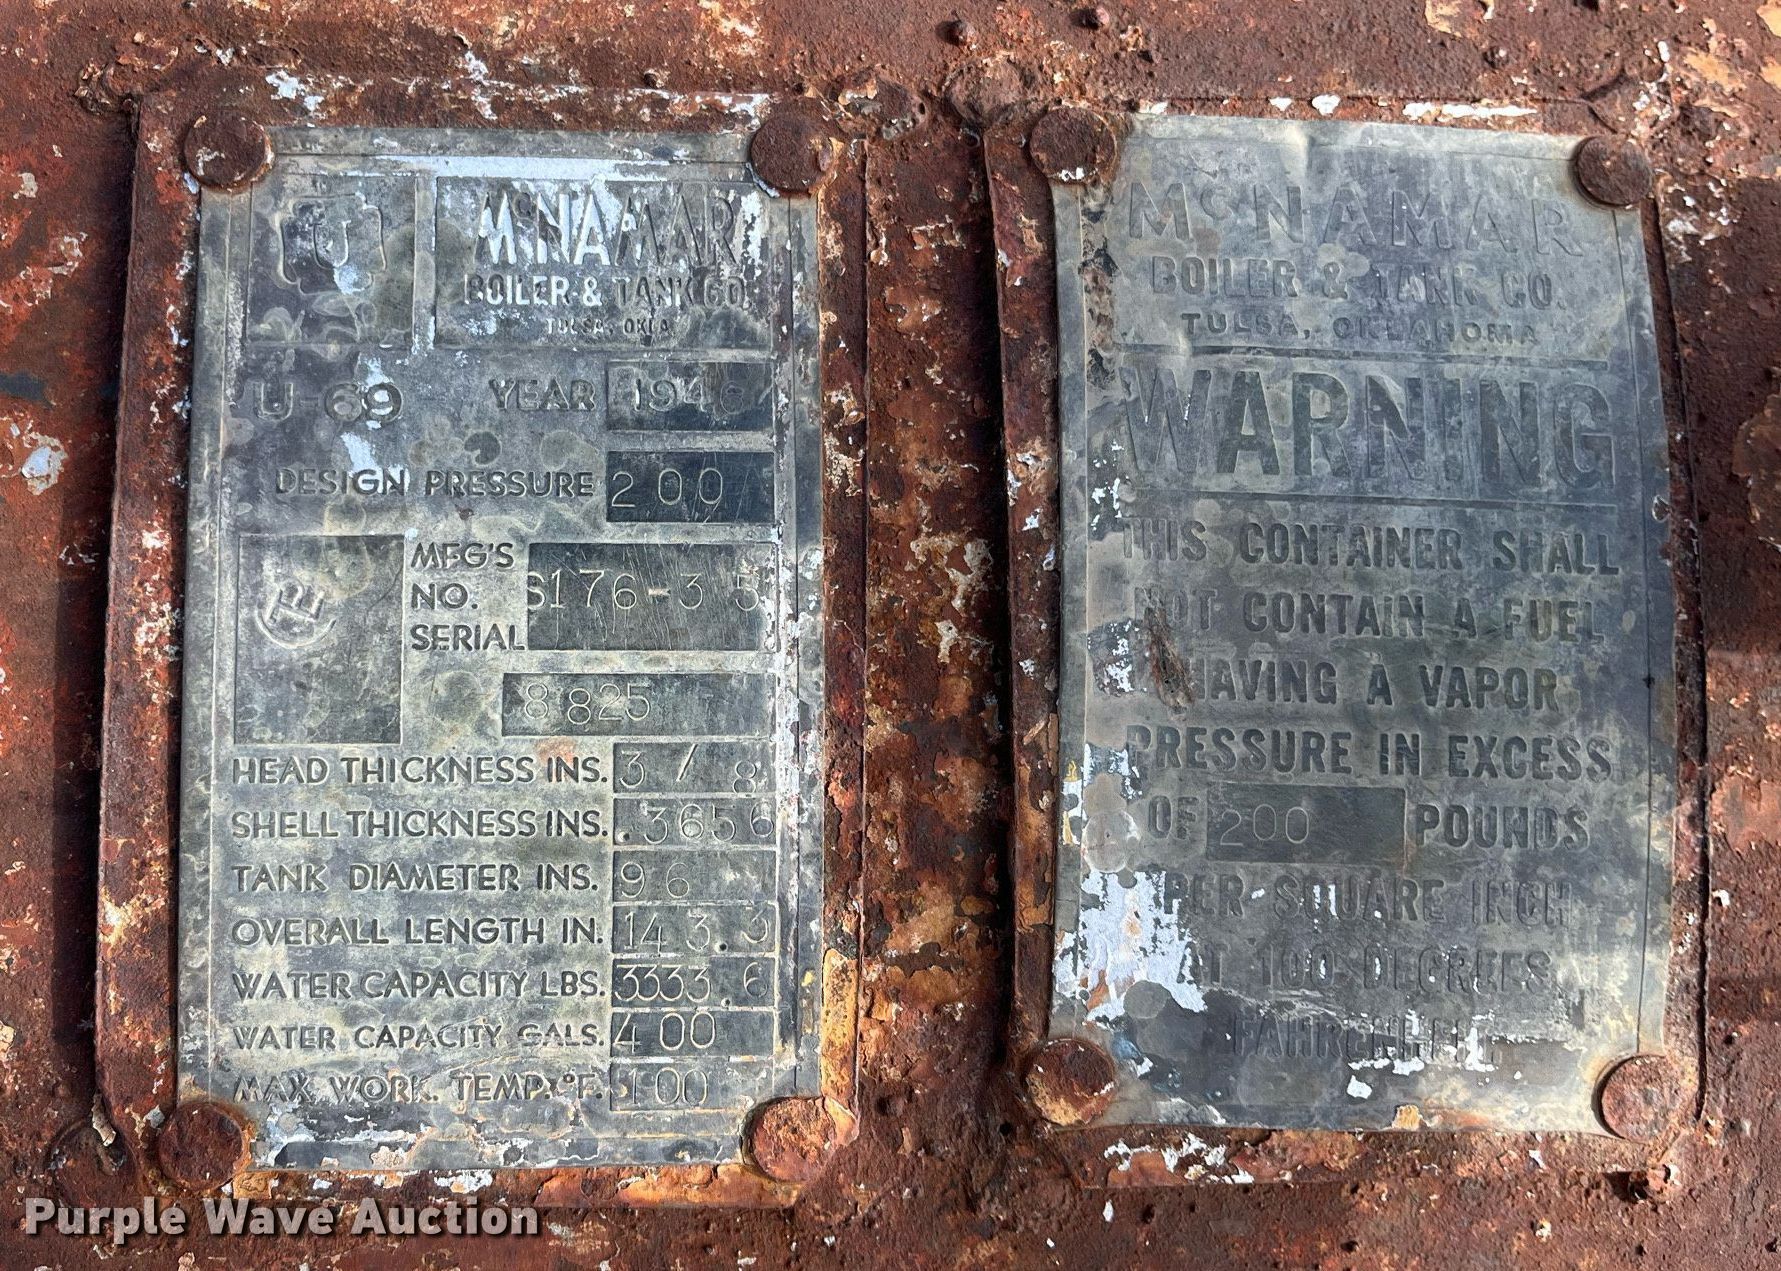 U
McNAMAR
BOILER & TANK CO.
TULSA, OKLA.
U-69 YEAR 1946
DESIGN PRESSURE 200
MFG'S
NO. S176-35
SERIAL
8825
HEAD THICKNESS INS. 3/8
SHELL THICKNESS INS. .3656
TANK DIAMETER INS. 96
OVERALL LENGTH IN. 143.3
WATER CAPACITY LBS. 3333.6
WATER CAPACITY GALS. 400
MAX. WORK. TEMP. °F. 100
McNAMAR
BOILER & TANK CO.
TULSA, OKLAHOMA
WARNING
THIS CONTAINER SHALL
NOT CONTAIN A FUEL
HAVING A VAPOR
PRESSURE IN EXCESS
OF 200 POUNDS
PER SQUARE INCH
AT 100 DEGREES
FAHRENHEIT
Purple Wave Auction